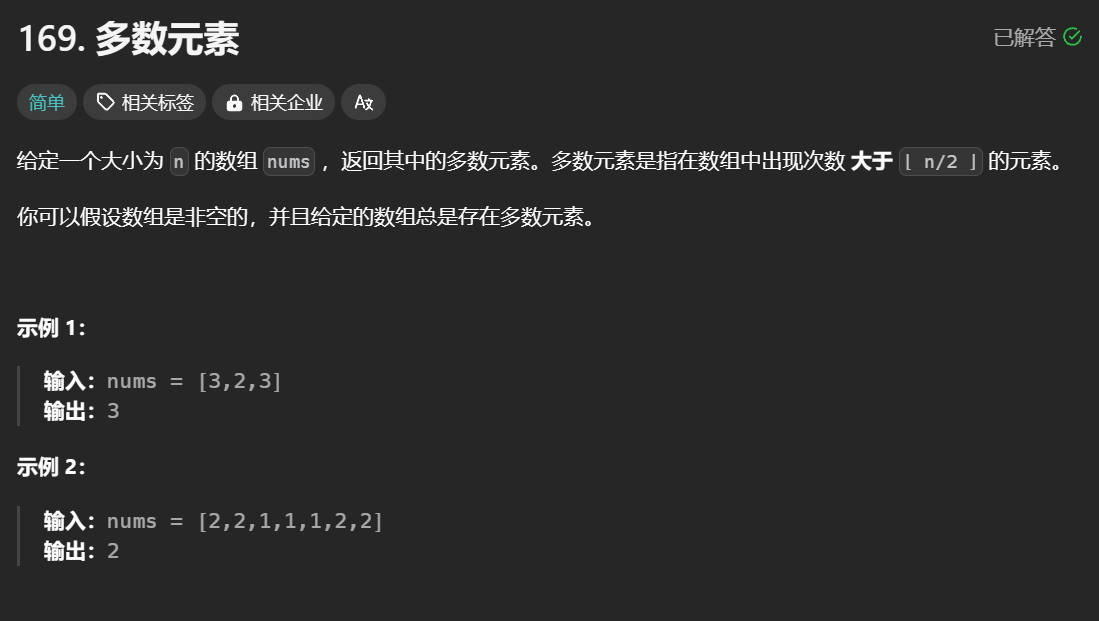 169. 多数元素
已解答
简单 相关标签 相关企业
给定一个大小为 n 的数组 nums ，返回其中的多数元素。多数元素是指在数组中出现次数 大于 ⌊ n/2 ⌋ 的元素。
你可以假设数组是非空的，并且给定的数组总是存在多数元素。
示例 1：
输入：nums = [3,2,3]
输出：3
示例 2：
输入：nums = [2,2,1,1,1,2,2]
输出：2